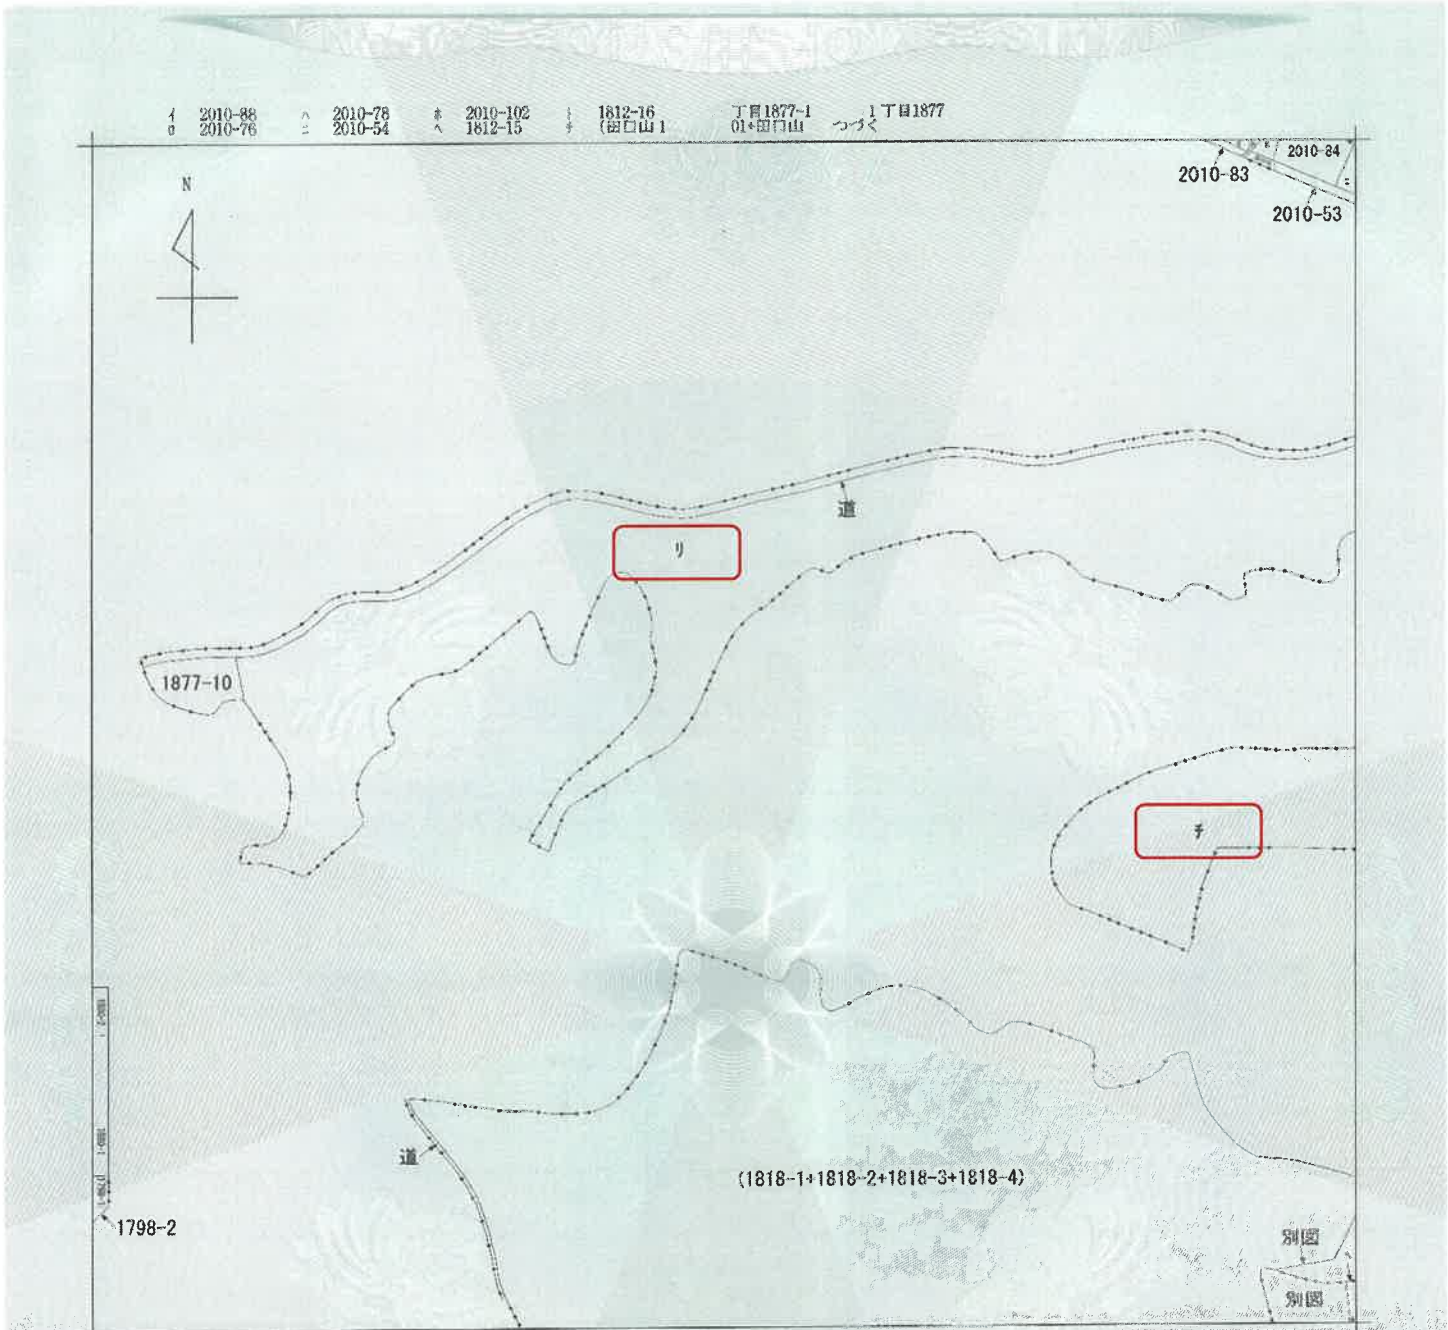 イ 2010-88 ハ 2010-78 ホ 2010-102 ト 1812-16 丁目1877-1 1丁目1877
ロ 2010-76 ニ 2010-54 ヘ 1812-15 チ (田口山1 01+田口山 つづく
2010-84
2010-83
ニ
2010-53
N
道
リ
1877-10
チ
道
(1818-1+1818-2+1818-3+1818-4)
1798-2
別図
別図